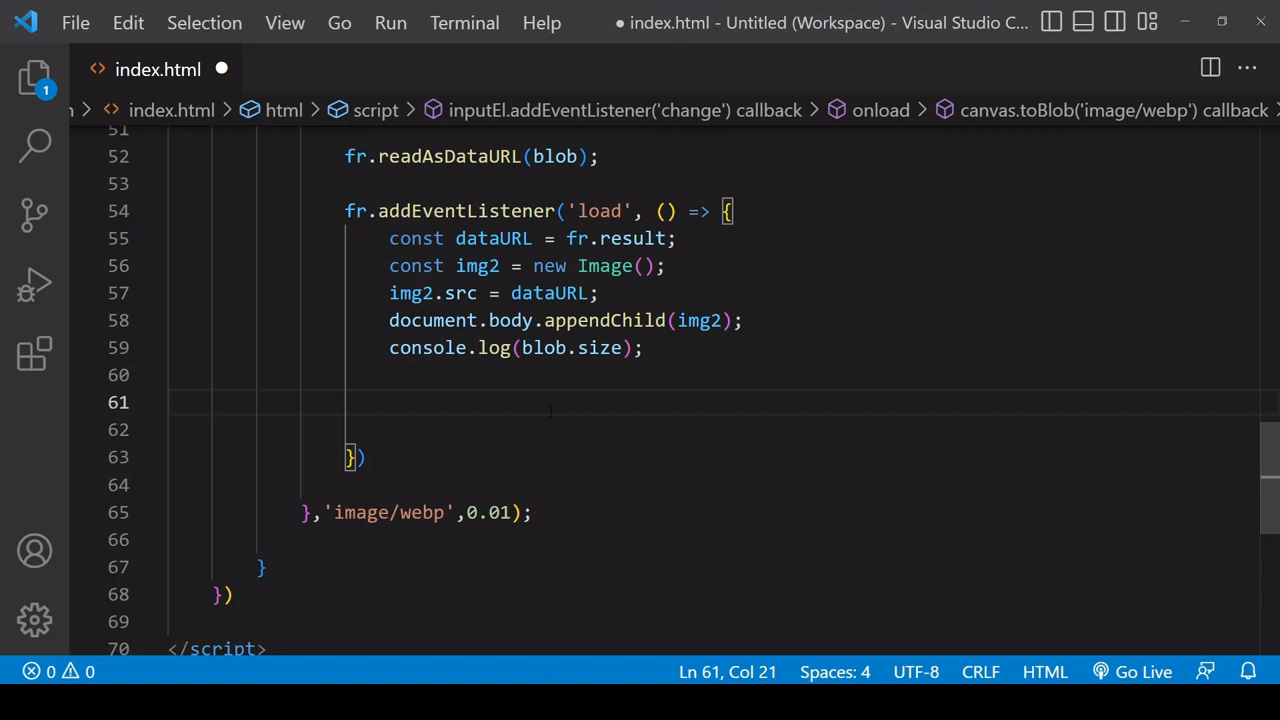 File Edit Selection View Go Run Terminal Help ● index.html - Untitled (Workspace) - Visual Studio C...
index.html
1
index.html > html > script > inputEl.addEventListener('change') callback > onload > canvas.toBlob('image/webp') callback >
51
52 fr.readAsDataURL(blob);
53
54 fr.addEventListener('load', () => {
55 const dataURL = fr.result;
56 const img2 = new Image();
57 img2.src = dataURL;
58 document.body.appendChild(img2);
59 console.log(blob.size);
60
61
62
63 })
64
65 },'image/webp',0.01);
66
67 }
68 })
69
70 </script>
0 0 Ln 61, Col 21 Spaces: 4 UTF-8 CRLF HTML Go Live